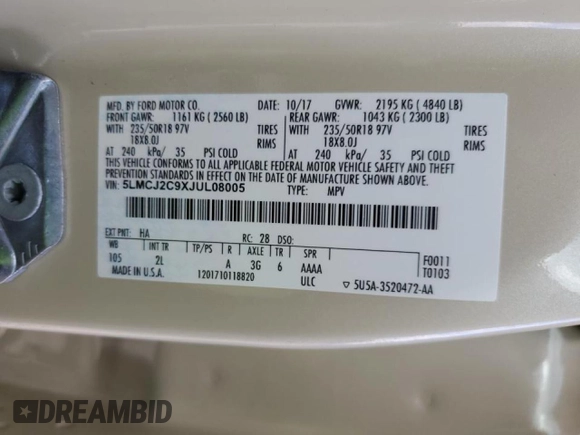 MFD. BY FORD MOTOR CO. DATE: 10/17 GVWR: 2195 KG ( 4840 LB)
FRONT GAWR: 1161 KG ( 2560 LB) REAR GAWR: 1043 KG ( 2300 LB)
WITH 235/50R18 97V TIRES WITH 235/50R18 97V TIRES
18X8.0J RIMS 18X8.0J RIMS
AT 240 kPa/ 35 PSI COLD AT 240 kPa/ 35 PSI COLD
THIS VEHICLE CONFORMS TO ALL APPLICABLE FEDERAL MOTOR VEHICLE SAFETY AND THEFT
PREVENTION STANDARDS IN EFFECT ON THE DATE OF MANUFACTURE SHOWN ABOVE.
VIN: 5LMCJ2C9XJUL08005 TYPE: MPV
EXT PNT: HA RC: 28 DSO:
WB INT TR TP/PS R AXLE TR SPR F0011
105 2L A 3G 6 AAAA T0103
MADE IN U.S.A. 1201710118820 ULC ▽ 5U5A-3520472-AA
DREAMBID